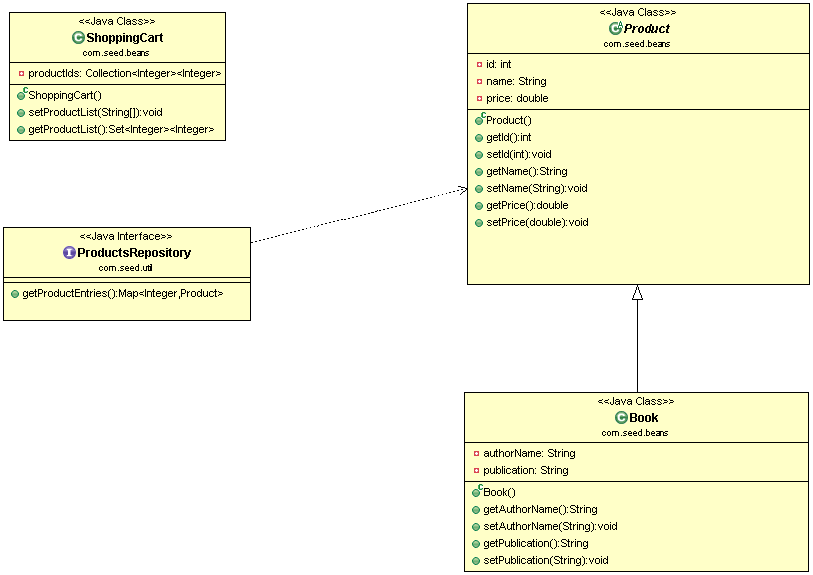 <<Java Class>>
ShoppingCart
com.seed.beans
productIds: Collection<Integer><Integer>
ShoppingCart()
setProductList(String[]):void
getProductList():Set<Integer><Integer>
<<Java Class>>
Product
com.seed.beans
id: int
name: String
price: double
Product()
getId():int
setId(int):void
getName():String
setName(String):void
getPrice():double
setPrice(double):void
<<Java Interface>>
ProductsRepository
com.seed.util
getProductEntries():Map<Integer,Product>
<<Java Class>>
Book
com.seed.beans
authorName: String
publication: String
Book()
getAuthorName():String
setAuthorName(String):void
getPublication():String
setPublication(String):void